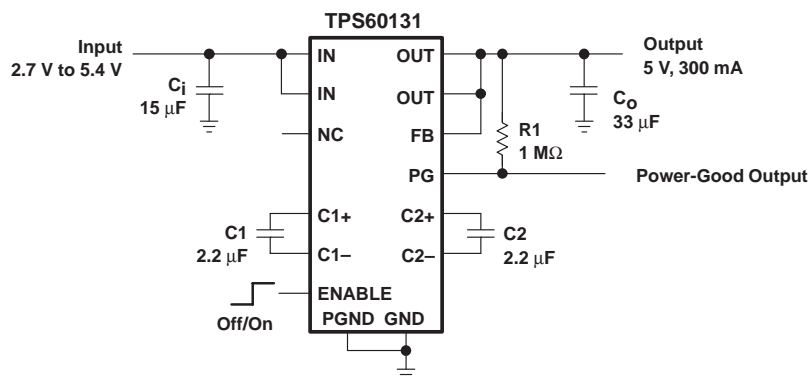 TPS60131
Input
2.7 V to 5.4 V
Ci
15 μF
IN
IN
NC
C1+
C1
2.2 μF
C1–
ENABLE
Off/On
PGND GND
OUT
OUT
FB
PG
C2+
C2–
C2
2.2 μF
R1
1 MΩ
Output
5 V, 300 mA
Co
33 μF
Power-Good Output